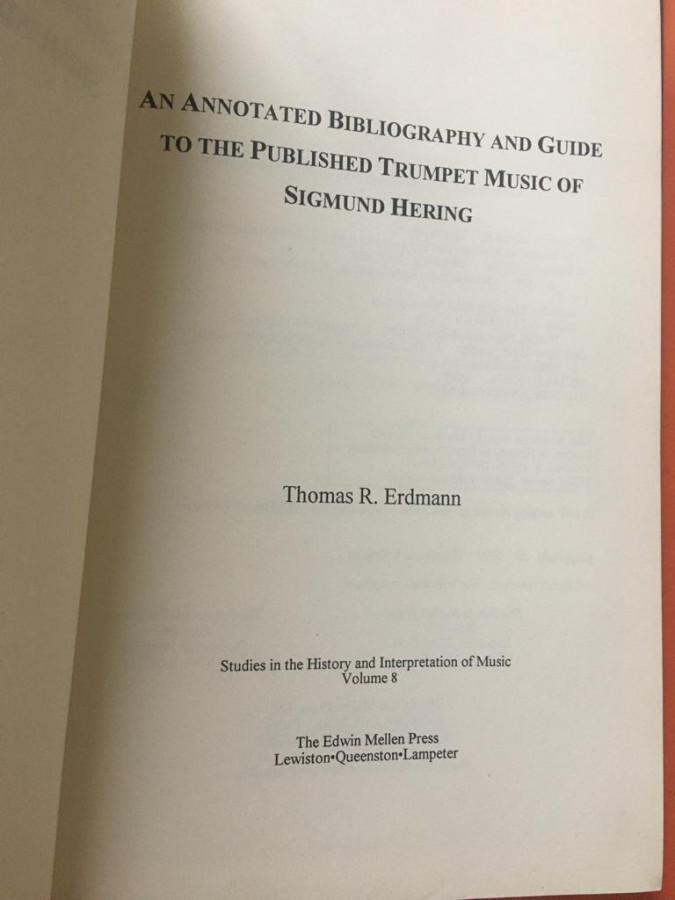 AN ANNOTATED BIBLIOGRAPHY AND GUIDE
TO THE PUBLISHED TRUMPET MUSIC OF
SIGMUND HERING
Thomas R. Erdmann
Studies in the History and Interpretation of Music
Volume 8
The Edwin Mellen Press
Lewiston•Queenston•Lampeter